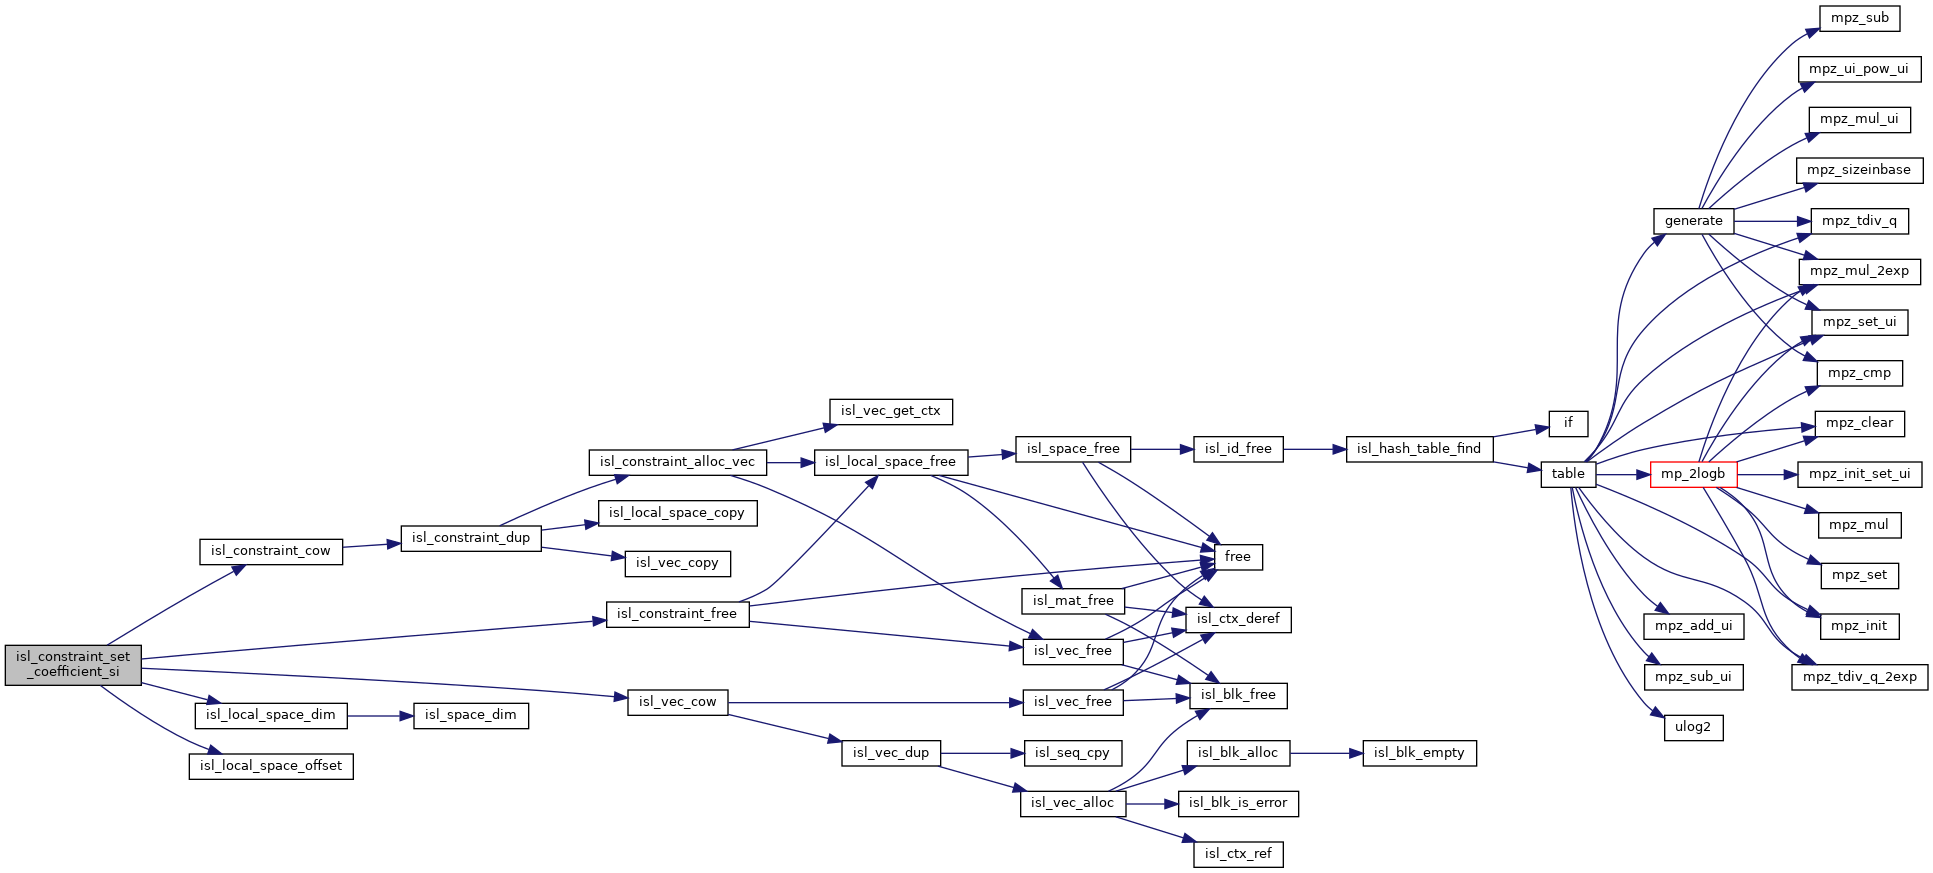 isl_constraint_set
_coefficient_si
isl_constraint_cow
isl_constraint_free
isl_vec_cow
isl_local_space_dim
isl_local_space_offset
isl_constraint_dup
isl_space_dim
isl_constraint_alloc_vec
isl_local_space_copy
isl_vec_copy
isl_vec_get_ctx
isl_local_space_free
isl_vec_dup
isl_space_free
isl_mat_free
isl_vec_free
isl_vec_free
isl_seq_cpy
isl_vec_alloc
isl_id_free
free
isl_ctx_deref
isl_blk_free
isl_blk_alloc
isl_blk_is_error
isl_ctx_ref
isl_hash_table_find
isl_blk_empty
if
table
generate
mp_2logb
mpz_add_ui
mpz_sub_ui
ulog2
mpz_sub
mpz_ui_pow_ui
mpz_mul_ui
mpz_sizeinbase
mpz_tdiv_q
mpz_mul_2exp
mpz_set_ui
mpz_cmp
mpz_clear
mpz_init_set_ui
mpz_mul
mpz_set
mpz_init
mpz_tdiv_q_2exp